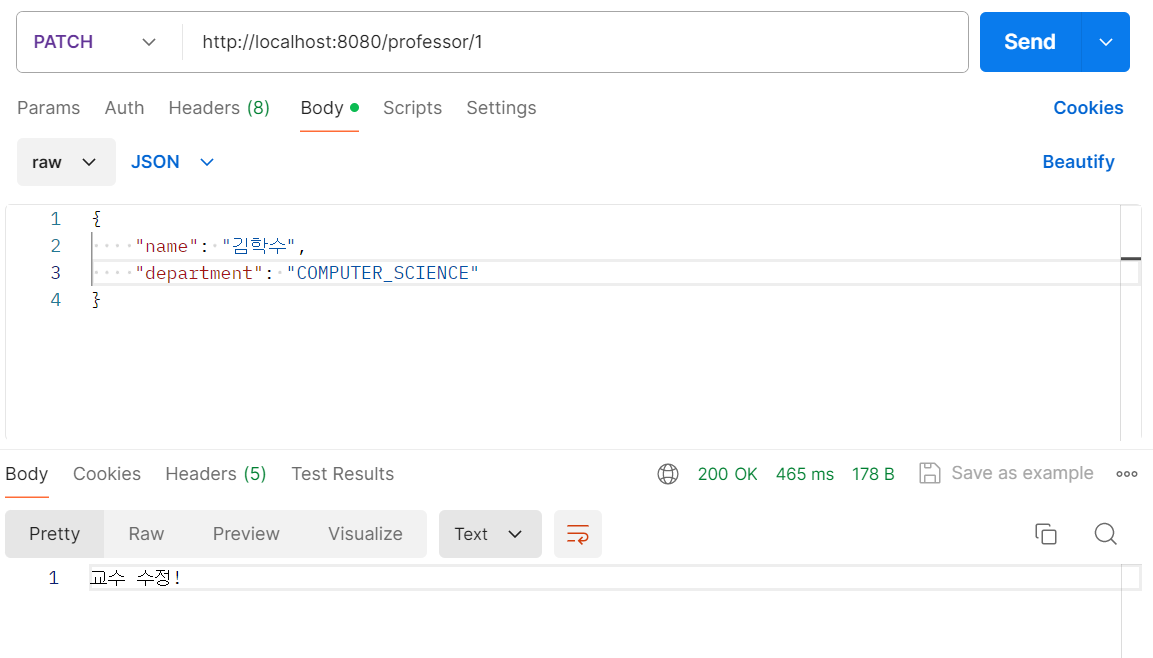 PATCH http://localhost:8080/professor/1 Send
Params Auth Headers (8) Body Scripts Settings Cookies
raw JSON Beautify
1 {
2 "name": "김학수",
3 "department": "COMPUTER_SCIENCE"
4 }
Body Cookies Headers (5) Test Results 200 OK 465 ms 178 B Save as example
Pretty Raw Preview Visualize Text
1 교수 수정!